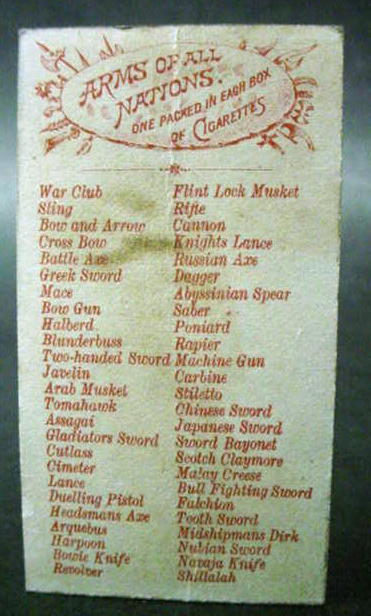 ARMS OF ALL
NATIONS.
ONE PACKED IN EACH BOX
OF CIGARETTES
War Club
Sling
Bow and Arrow
Cross Bow
Battle Axe
Greek Sword
Mace
Bow Gun
Halberd
Blunderbuss
Two-handed Sword
Javelin
Arab Musket
Tomahawk
Assagai
Gladiators Sword
Cutlass
Cimeter
Lance
Duelling Pistol
Headsmans Axe
Arquebus
Harpoon
Bowie Knife
Revolver
Flint Lock Musket
Rifle
Cannon
Knights Lance
Russian Axe
Dagger
Abyssinian Spear
Saber
Poniard
Rapier
Machine Gun
Carbine
Stiletto
Chinese Sword
Japanese Sword
Sword Bayonet
Scotch Claymore
Malay Creese
Bull Fighting Sword
Falchion
Tooth Sword
Midshipmans Dirk
Nubian Sword
Navaja Knife
Shillalah